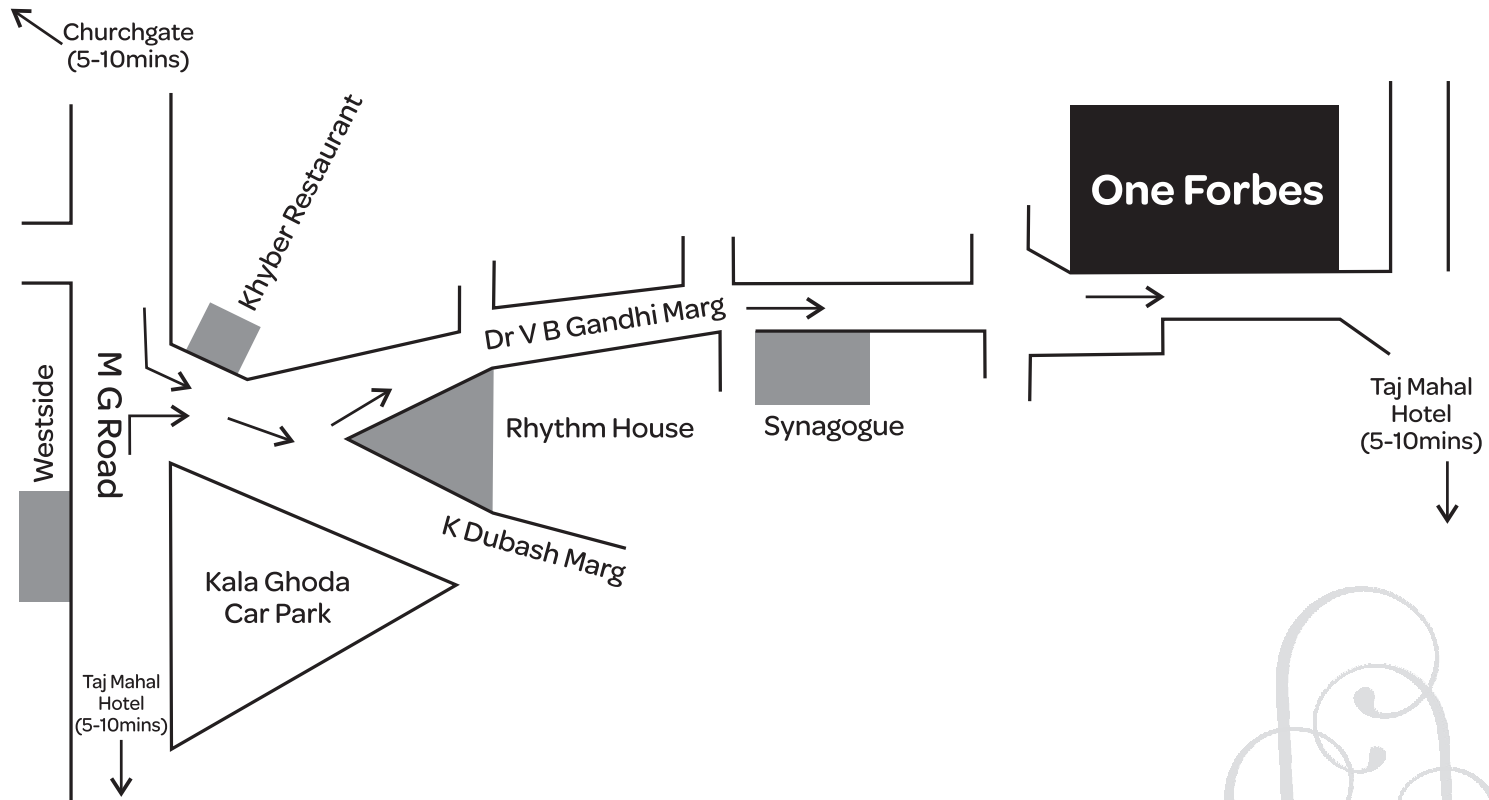 Churchgate
(5-10mins)
Khyber Restaurant
One Forbes
Dr V B Gandhi Marg
M G Road
Westside
Rhythm House
Synagogue
Taj Mahal
Hotel
(5-10mins)
K Dubash Marg
Kala Ghoda
Car Park
Taj Mahal
Hotel
(5-10mins)